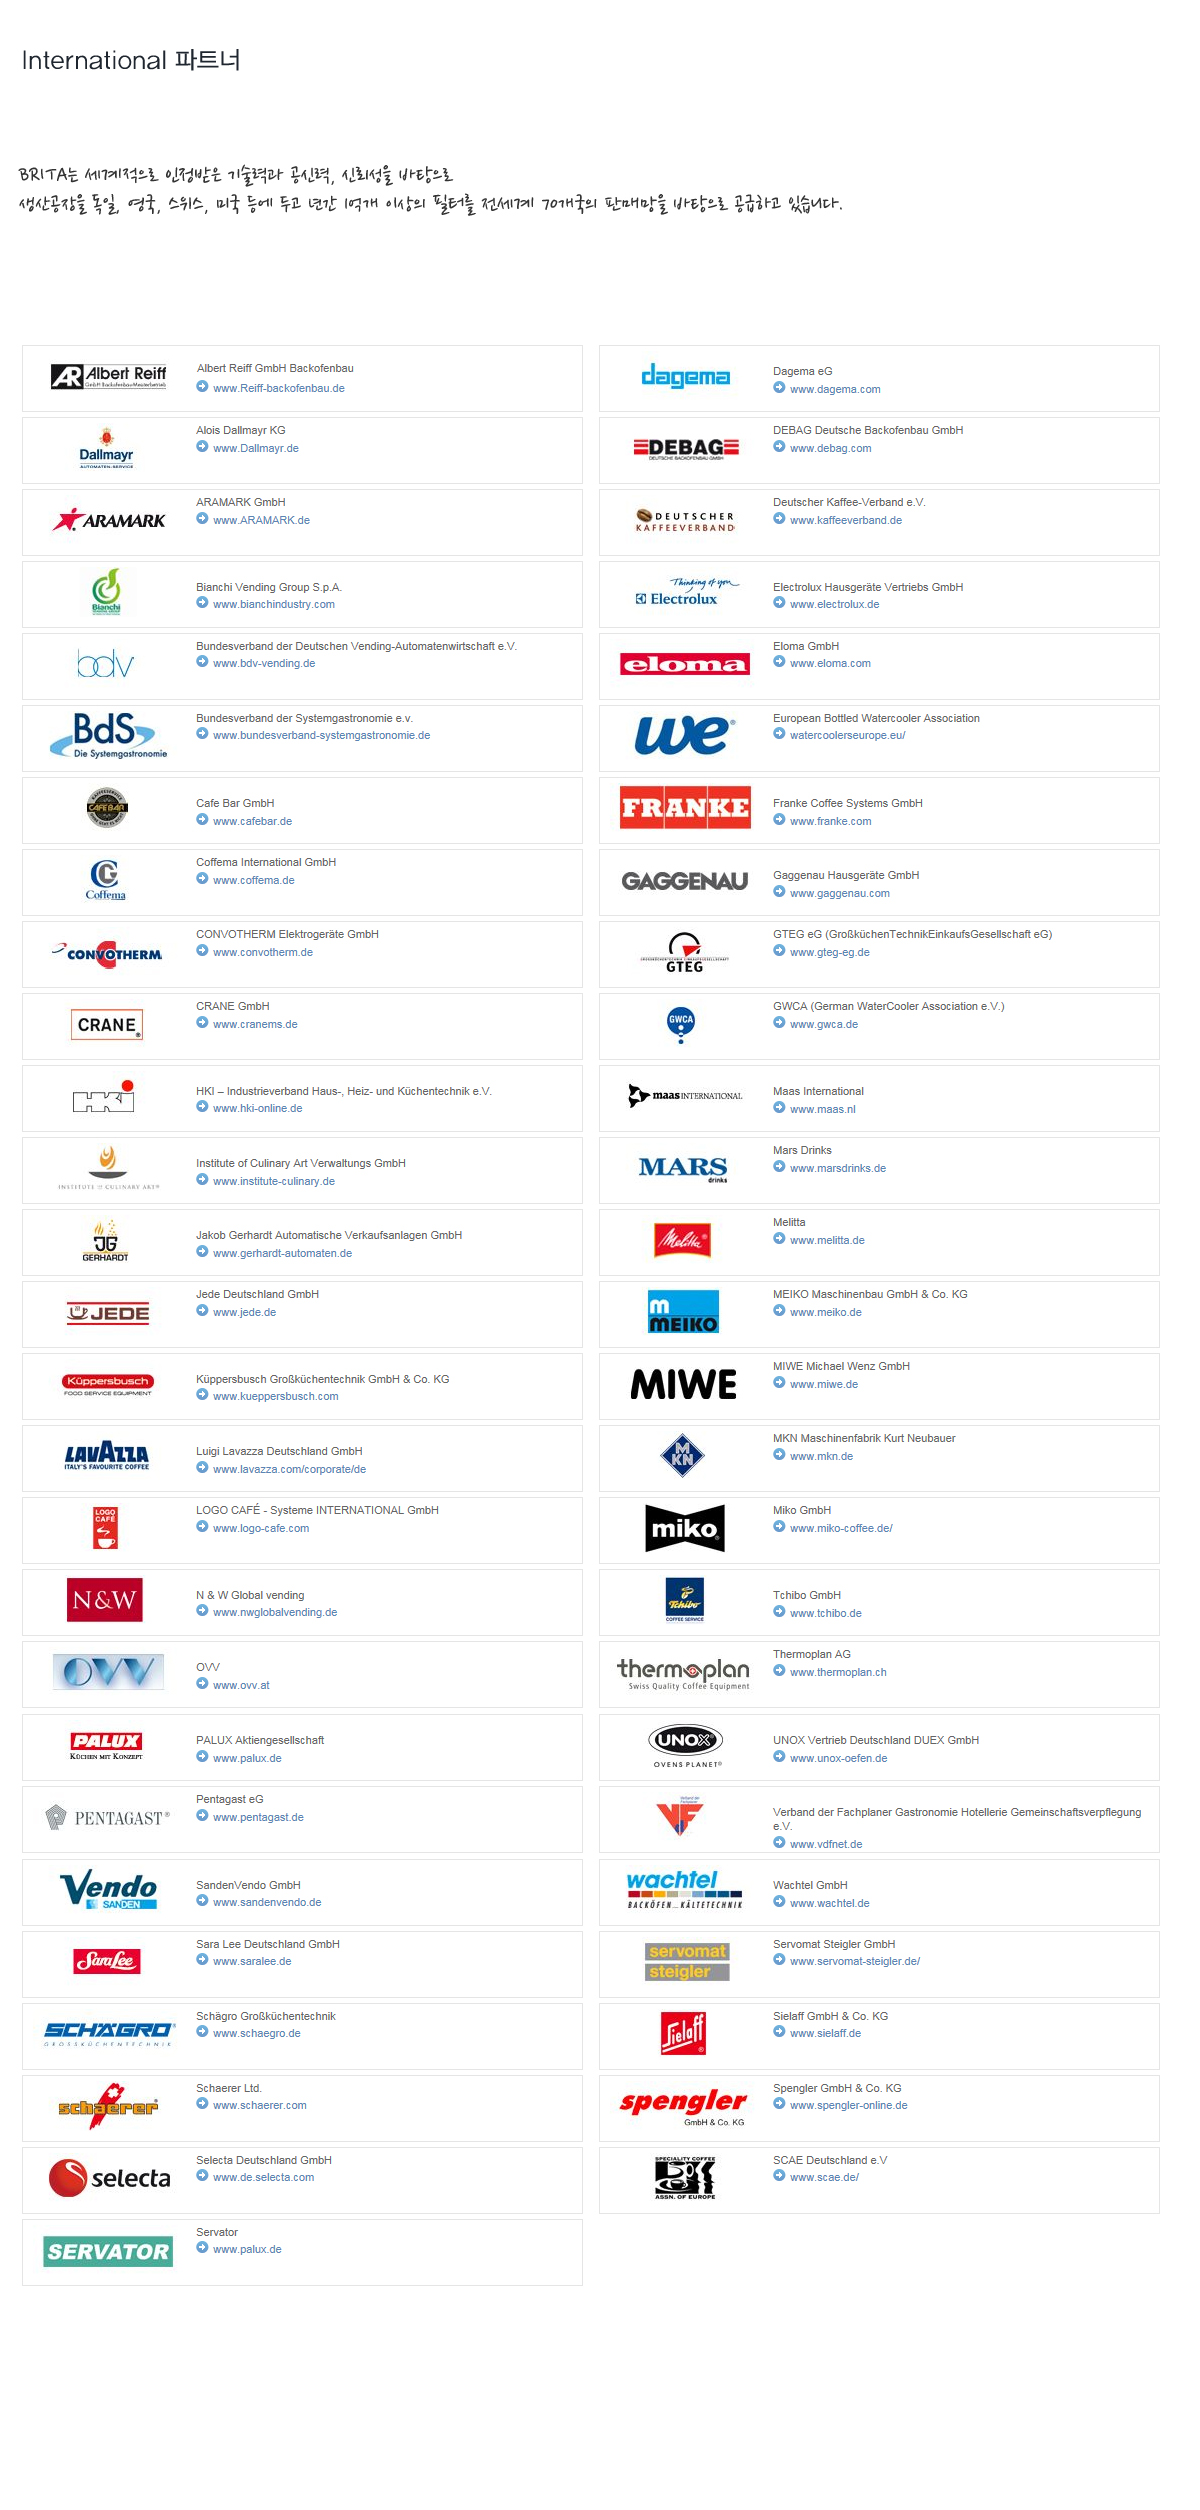 International 파트너
BRITA는 세계적으로 인정받은 기술력과 공신력, 신뢰성을 바탕으로
생산공장을 독일, 영국, 스위스, 미국 등에 두고 년간 1억개 이상의 필터를 전세계 70개국의 판매망을 바탕으로 공급하고 있습니다.
AR Albert Reiff
GmbH Backofenbau-Meisterbetrieb
Albert Reiff GmbH Backofenbau
www.Reiff-backofenbau.de
dagema
Dagema eG
www.dagema.com
Dallmayr
AUTOMATEN-SERVICE
Alois Dallmayr KG
www.Dallmayr.de
DEBAG
DEUTSCHE BACKOFENBAU GMBH
DEBAG Deutsche Backofenbau GmbH
www.debag.com
ARAMARK
ARAMARK GmbH
www.ARAMARK.de
DEUTSCHER
KAFFEEVERBAND
Deutscher Kaffee-Verband e.V.
www.kaffeeverband.de
Bianchi
Bianchi Vending Group S.p.A.
www.bianchindustry.com
Thinking of you
Electrolux
Electrolux Hausgeräte Vertriebs GmbH
www.electrolux.de
bdv
Bundesverband der Deutschen Vending-Automatenwirtschaft e.V.
www.bdv-vending.de
eloma
Eloma GmbH
www.eloma.com
BdS
Die Systemgastronomie
Bundesverband der Systemgastronomie e.v.
www.bundesverband-systemgastronomie.de
we®
European Bottled Watercooler Association
watercoolerseurope.eu/
CAFEBAR
Cafe Bar GmbH
www.cafebar.de
FRANKE
Franke Coffee Systems GmbH
www.franke.com
CG
Coffema
Coffema International GmbH
www.coffema.de
GAGGENAU
Gaggenau Hausgeräte GmbH
www.gaggenau.com
CONVOTHERM
CONVOTHERM Elektrogeräte GmbH
www.convotherm.de
GTEG
GTEG eG (GroßküchenTechnikEinkaufsGesellschaft eG)
www.gteg-eg.de
CRANE®
CRANE GmbH
www.cranems.de
GWCA
GWCA (German WaterCooler Association e.V.)
www.gwca.de
HKi
HKI – Industrieverband Haus-, Heiz- und Küchentechnik e.V.
www.hki-online.de
maas INTERNATIONAL
Maas International
www.maas.nl
INSTITUTE OF CULINARY ART®
Institute of Culinary Art Verwaltungs GmbH
www.institute-culinary.de
MARS
drinks
Mars Drinks
www.marsdrinks.de
JG
GERHARDT
Jakob Gerhardt Automatische Verkaufsanlagen GmbH
www.gerhardt-automaten.de
Melitta®
Melitta
www.melitta.de
JEDE
Jede Deutschland GmbH
www.jede.de
m
MEIKO
MEIKO Maschinenbau GmbH & Co. KG
www.meiko.de
Küppersbusch
FOOD SERVICE EQUIPMENT
Küppersbusch Großküchentechnik GmbH & Co. KG
www.kueppersbusch.com
MIWE
MIWE Michael Wenz GmbH
www.miwe.de
LAVAZZA
ITALY'S FAVOURITE COFFEE
Luigi Lavazza Deutschland GmbH
www.lavazza.com/corporate/de
MKN
MKN Maschinenfabrik Kurt Neubauer
www.mkn.de
LOGO
CAFÉ
LOGO CAFÉ - Systeme INTERNATIONAL GmbH
www.logo-cafe.com
miko®
Miko GmbH
www.miko-coffee.de/
N&W
N & W Global vending
www.nwglobalvending.de
Tchibo
COFFEE SERVICE
Tchibo GmbH
www.tchibo.de
OVV
OVV
www.ovv.at
thermoplan
Swiss Quality Coffee Equipment
Thermoplan AG
www.thermoplan.ch
PALUX
KÜCHEN MIT KONZEPT
PALUX Aktiengesellschaft
www.palux.de
UNOX®
OVENS PLANET®
UNOX Vertrieb Deutschland DUEX GmbH
www.unox-oefen.de
PENTAGAST®
Pentagast eG
www.pentagast.de
VdF
Verband der Fachplaner Gastronomie Hotellerie Gemeinschaftsverpflegung
e.V.
www.vdfnet.de
Vendo
SANDEN
SandenVendo GmbH
www.sandenvendo.de
wachtel
BACKÖFEN...KÄLTETECHNIK
Wachtel GmbH
www.wachtel.de
Sara Lee
Sara Lee Deutschland GmbH
www.saralee.de
servomat
steigler
Servomat Steigler GmbH
www.servomat-steigler.de/
SCHÄGRO®
GROSSKÜCHENTECHNIK
Schägro Großküchentechnik
www.schaegro.de
Sielaff®
Sielaff GmbH & Co. KG
www.sielaff.de
schaerer
Schaerer Ltd.
www.schaerer.com
spengler
GmbH & Co. KG
Spengler GmbH & Co. KG
www.spengler-online.de
selecta
Selecta Deutschland GmbH
www.de.selecta.com
SPECIALITY COFFEE
ASSN. OF EUROPE
SCAE Deutschland e.V
www.scae.de/
SERVATOR
Servator
www.palux.de